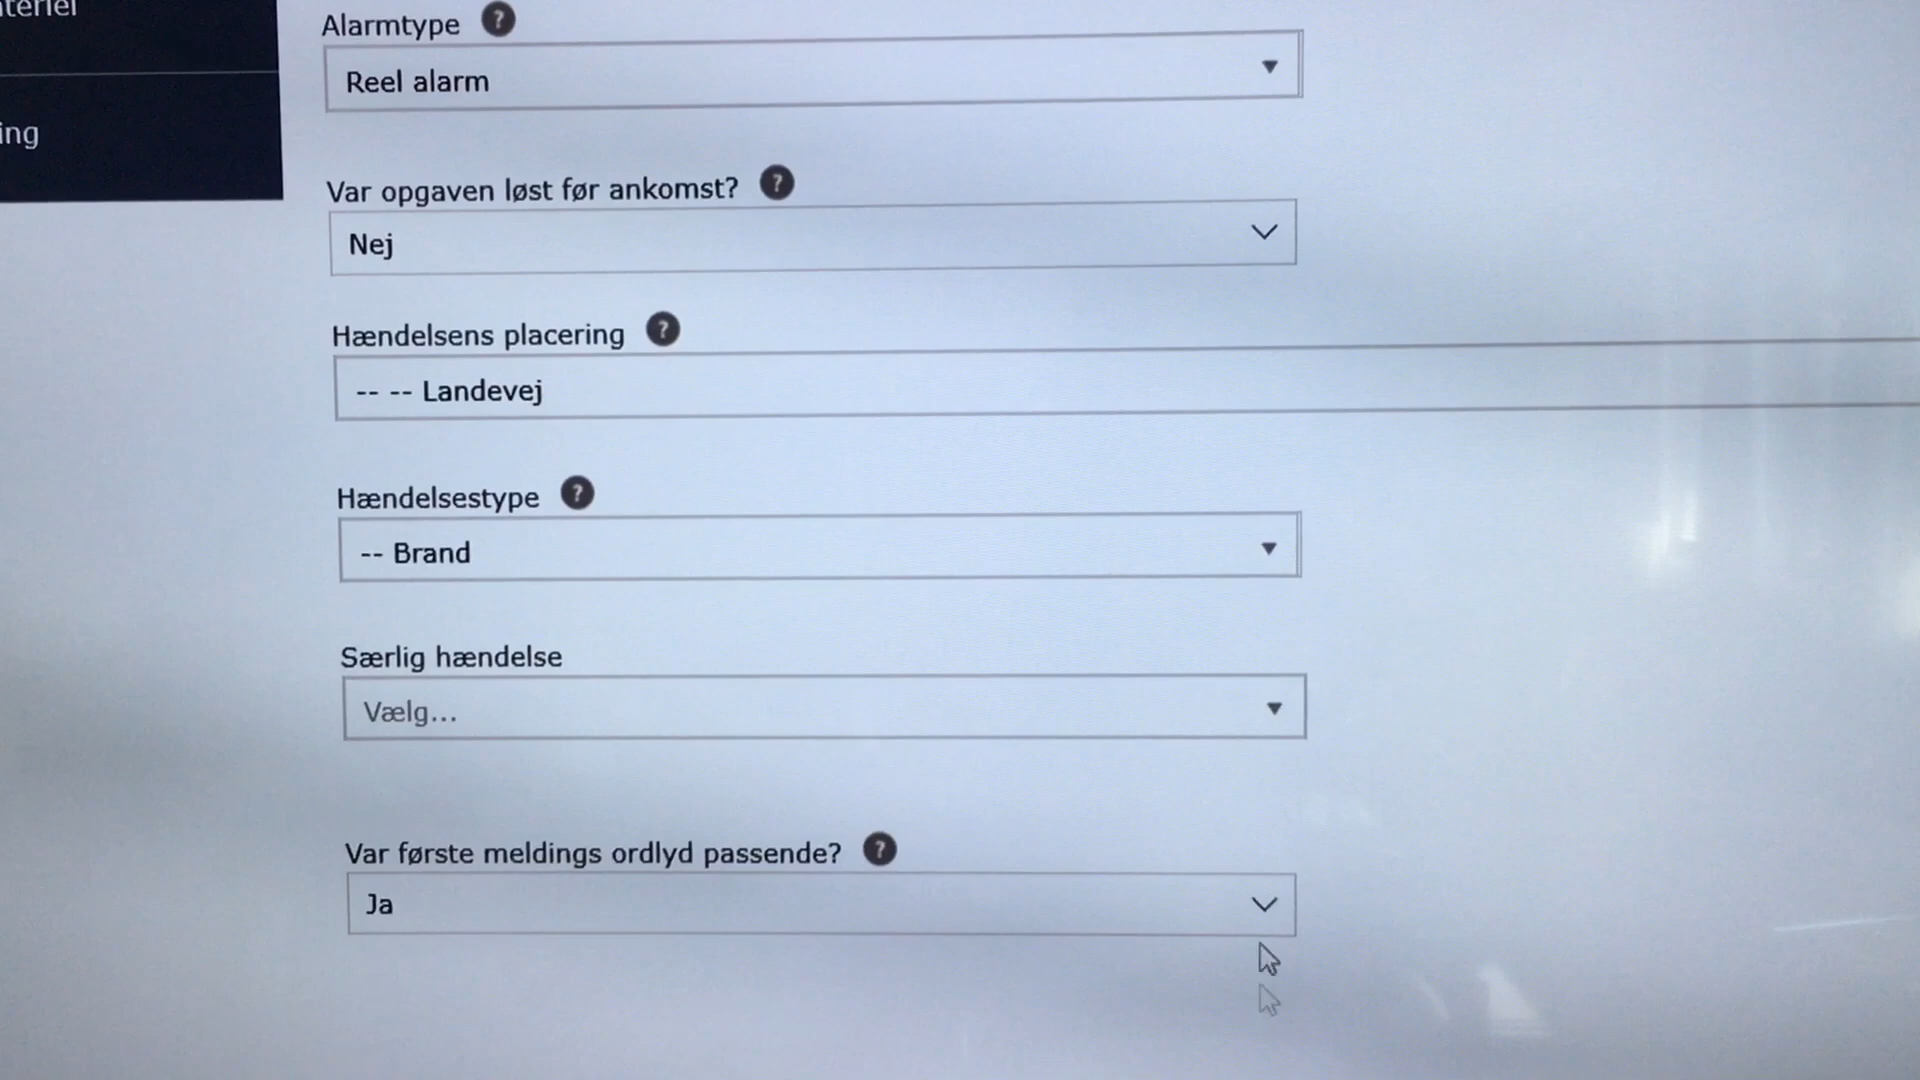 Alarmtype ?
Reel alarm
ing
Var opgaven løst før ankomst? ?
Nej
Hændelsens placering ?
-- -- Landevej
Hændelsestype ?
-- Brand
Særlig hændelse
Vælg...
Var første meldings ordlyd passende? ?
Ja